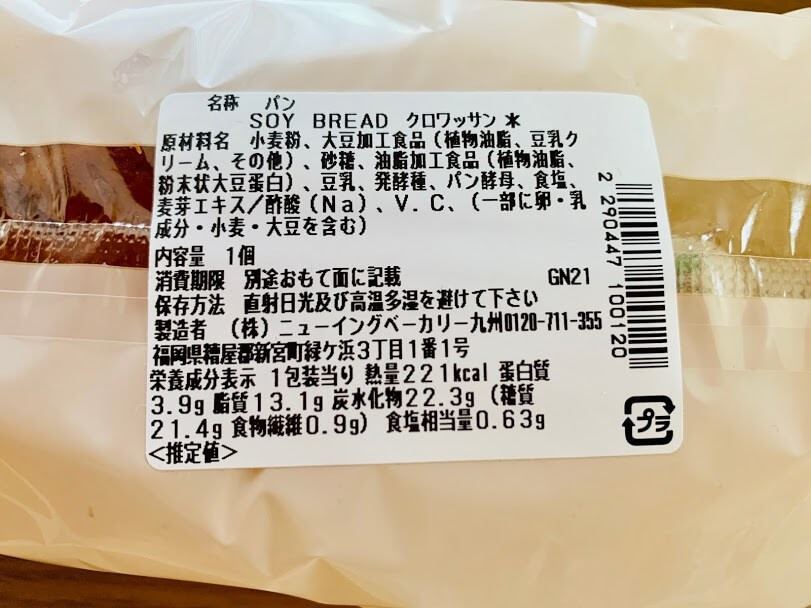 名称 パン
SOY BREAD クロワッサン＊
原材料名 小麦粉、大豆加工食品（植物油脂、豆乳ク
リーム、その他）、砂糖、油脂加工食品（植物油脂、
粉末状大豆蛋白）、豆乳、発酵種、パン酵母、食塩、
麦芽エキス／酢酸（Na）、V.C、（一部に卵・乳
成分・小麦・大豆を含む）
内容量 1個
消費期限 別途おもて面に記載 GN21
保存方法 直射日光及び高温多湿を避けて下さい
製造者 （株）ニューイングベーカリー九州0120-711-355
福岡県糟屋郡新宮町緑ケ浜3丁目1番1号
栄養成分表示 1包装当り 熱量221kcal 蛋白質
3.9g 脂質13.1g 炭水化物22.3g（糖質
21.4g 食物繊維0.9g） 食塩相当量0.63g
＜推定値＞
2 290447 100120
プラ